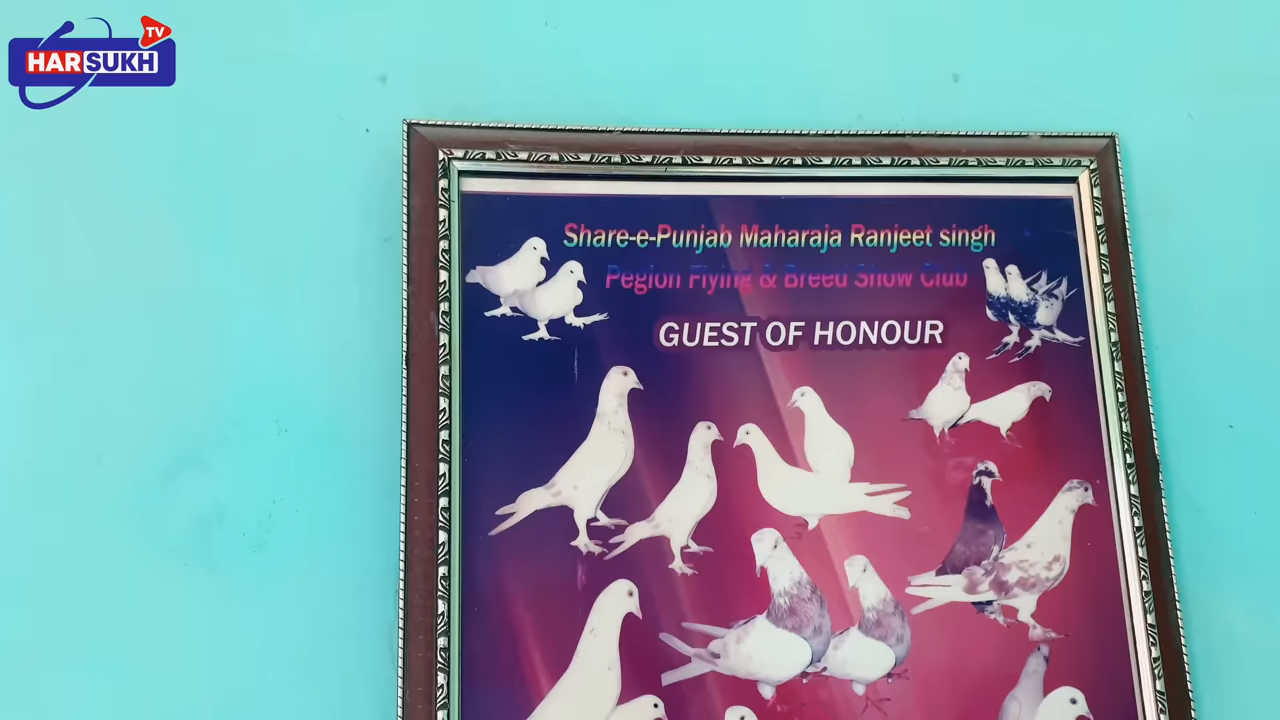 HARSUKH TV
Share-e-Punjab Maharaja Ranjeet singh
Pegion Flying & Breed Show Club
GUEST OF HONOUR